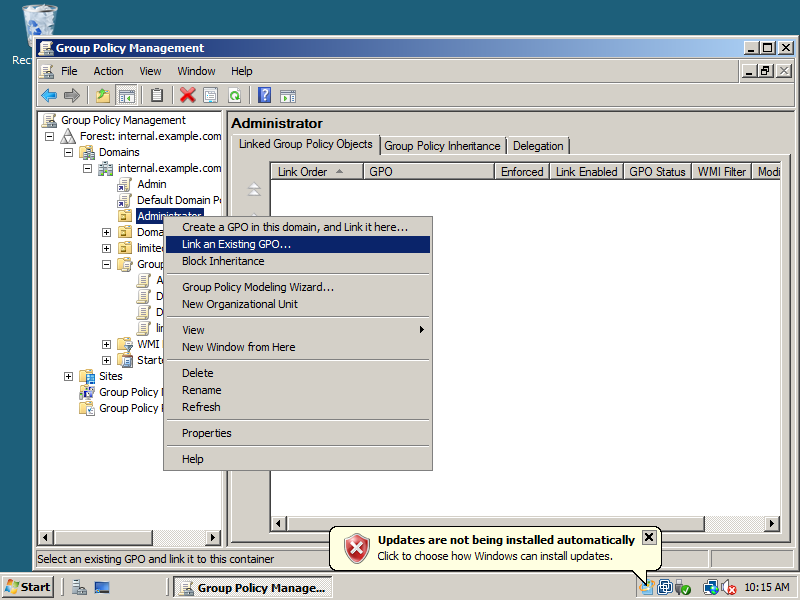 Rec
Group Policy Management
File Action View Window Help
Group Policy Management
Forest: internal.example.com
Domains
internal.example.com
Admin
Default Domain Po
Administrator
Doma
limited
Group
A
D
D
lir
WMI
Starte
Sites
Group Policy
Group Policy
Administrator
Linked Group Policy Objects Group Policy Inheritance Delegation
Link Order GPO Enforced Link Enabled GPO Status WMI Filter Modi
Create a GPO in this domain, and Link it here...
Link an Existing GPO...
Block Inheritance
Group Policy Modeling Wizard...
New Organizational Unit
View
New Window from Here
Delete
Rename
Refresh
Properties
Help
Updates are not being installed automatically
Click to choose how Windows can install updates.
Select an existing GPO and link it to this container
Start Group Policy Manage... 10:15 AM